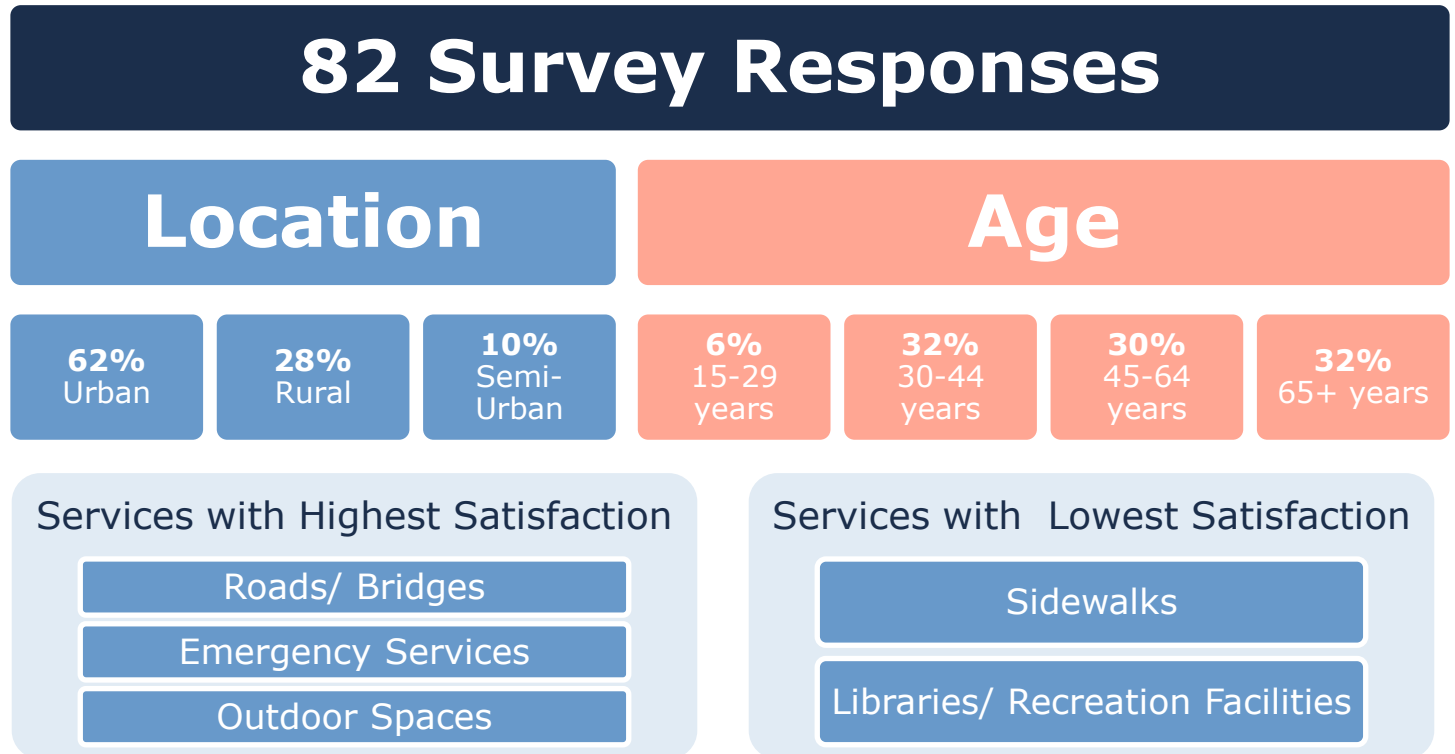 82 Survey Responses
Location
Age
62%
Urban
28%
Rural
10%
Semi-
Urban
6%
15-29
years
32%
30-44
years
30%
45-64
years
32%
65+ years
Services with Highest Satisfaction
Roads/ Bridges
Emergency Services
Outdoor Spaces
Services with  Lowest Satisfaction
Sidewalks
Libraries/ Recreation Facilities